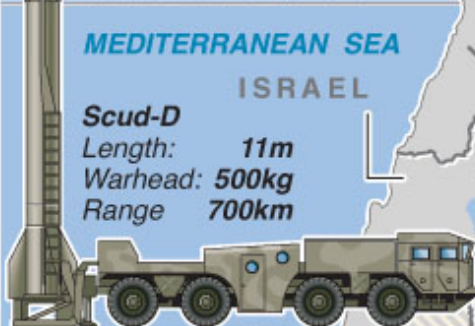 MEDITERRANEAN SEA
ISRAEL
Scud-D
Length: 11m
Warhead: 500kg
Range 700km